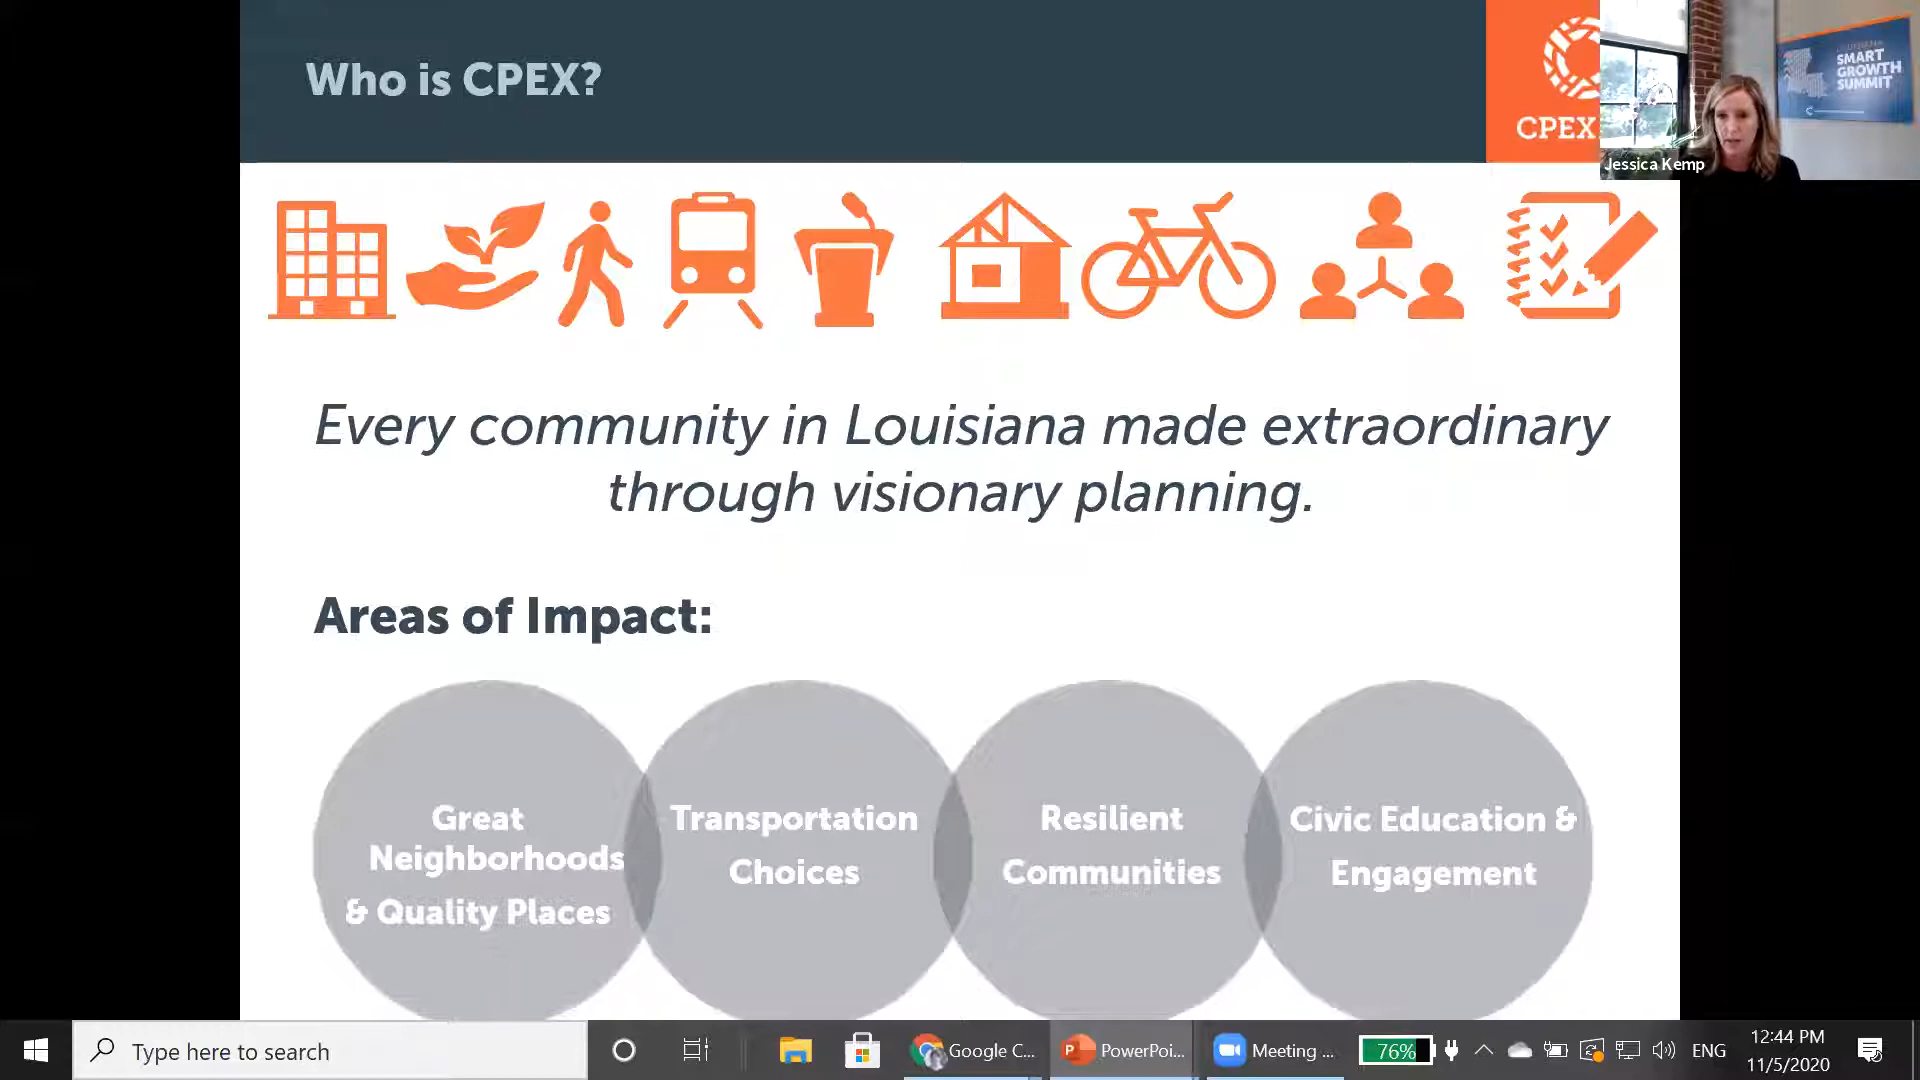 Who is CPEX?
CPEX
SMART
GROWTH
SUMMIT
Jessica Kemp
Every community in Louisiana made extraordinary
through visionary planning.
Areas of Impact:
Great
Neighborhoods
& Quality Places
Transportation
Choices
Resilient
Communities
Civic Education &
Engagement
Type here to search
Google C...
PowerPoi...
Meeting ...
76%
ENG
12:44 PM
11/5/2020